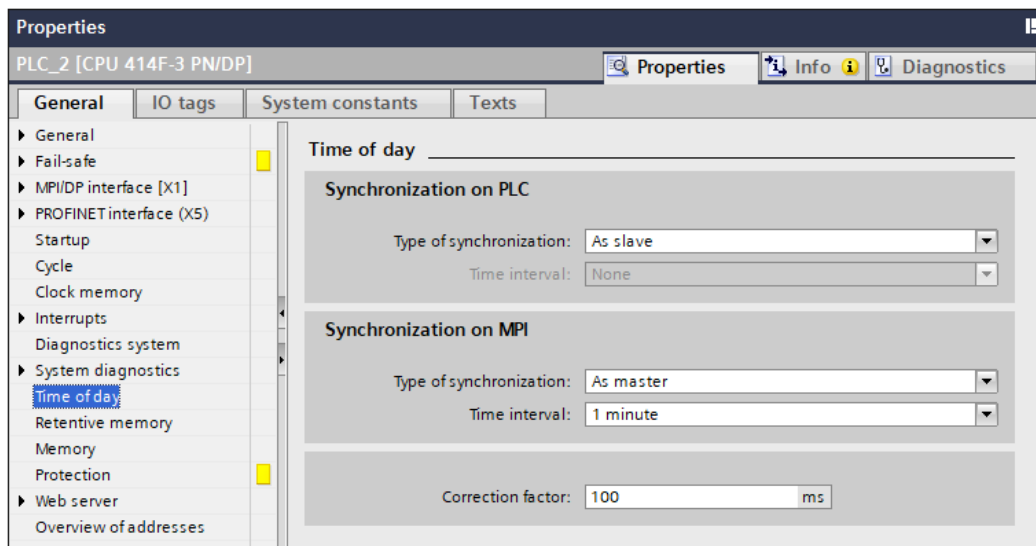 Properties
PLC_2 [CPU 414F-3 PN/DP]
Properties
Info
Diagnostics
General
IO tags
System constants
Texts
General
Fail-safe
MPI/DP interface [X1]
PROFINET interface (X5)
Startup
Cycle
Clock memory
Interrupts
Diagnostics system
System diagnostics
Time of day
Retentive memory
Memory
Protection
Web server
Overview of addresses
Time of day
Synchronization on PLC
Type of synchronization: As slave
Time interval: None
Synchronization on MPI
Type of synchronization: As master
Time interval: 1 minute
Correction factor: 100 ms